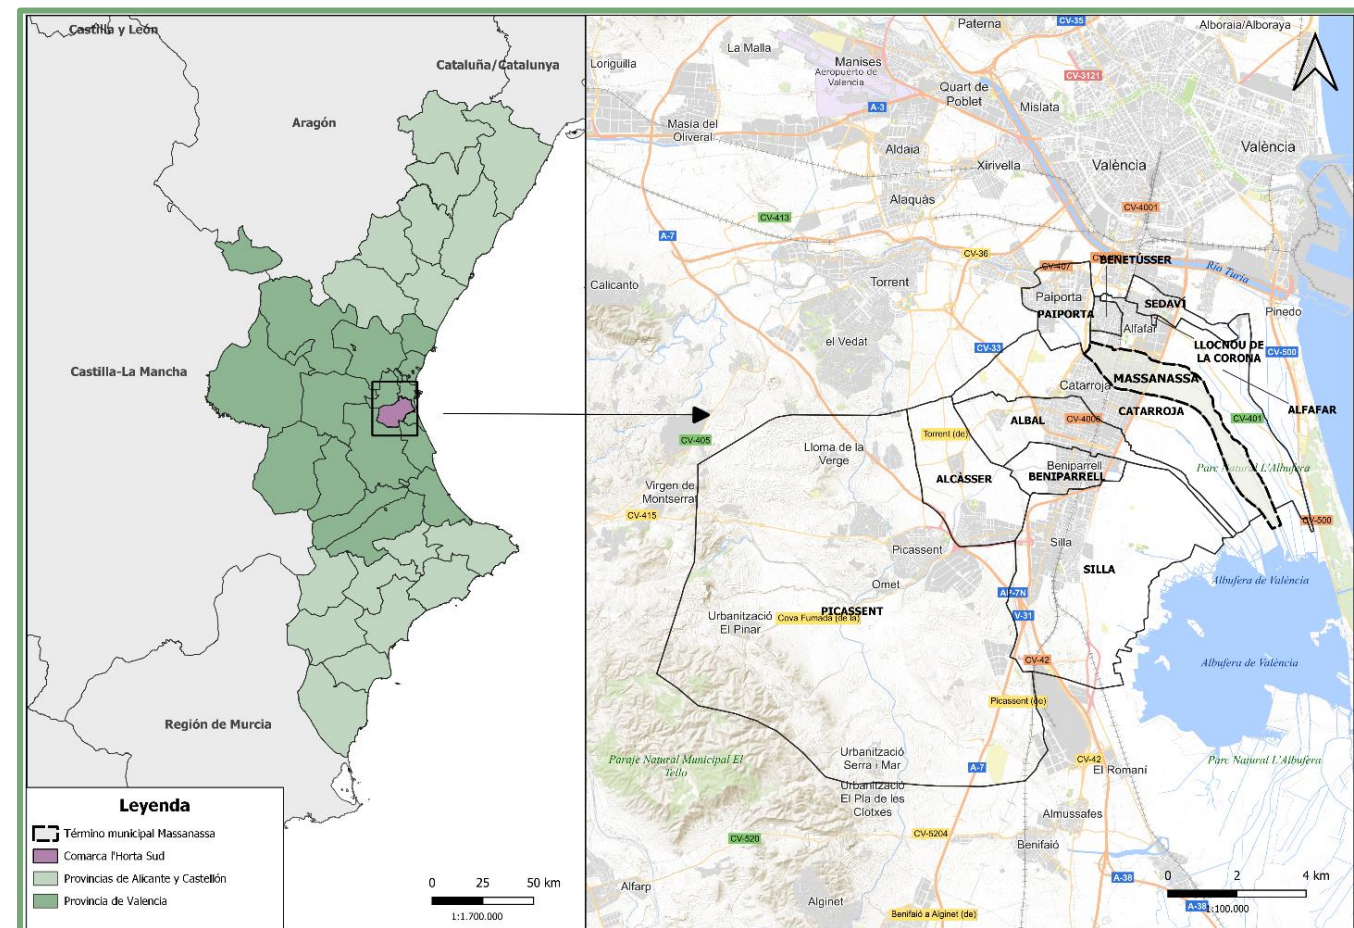 Castilla y León
Cataluña/Catalunya
Aragón
Castilla-La Mancha
Región de Murcia
Leyenda
Término municipal Massanassa
Comarca l'Horta Sud
Provincias de Alicante y Castellón
Provincia de Valencia
0 25 50 km
1:1.700.000
Paterna
CV-35
Alboraia/Alboraya
La Malla
Loriguilla
Manises
Aeropuerto de
Valencia
CV-3121
Quart de
Poblet
A-3
Mislata
Masía del
Oliveral
Aldaia
València
Xirivella
València
Alaquàs
CV-4001
CV-413
A-7
CV-36
BENETÚSSER
CV-407
Río Turia
Torrent
Calicanto
Paiporta
SEDAVÍ
PAIPORTA
Pinedo
Alfafar
el Vedat
CV-33
LLOCNOU DE
LA CORONA
CV-500
MASSANASSA
Catarroja
CATARROJA
ALFAFAR
ALBAL
CV-4006
CV-401
Torrent (de)
CV-405
Lloma de la
Verge
Beniparrell
Parc Natural L'Albufera
ALCÀSSER
BENIPARRELL
Virgen de
Montserrat
CV-415
CV-500
Picassent
Silla
SILLA
Albufera de València
Omet
AP-7N
PICASSENT
Urbanització
El Pinar
Cova Fumada (de la)
V-31
CV-42
Albufera de València
Picassent (de)
Paraje Natural Municipal El
Tello
Urbanització
Serra i Mar
A-7
CV-42
El Romaní
Parc Natural L'Albufera
Urbanització
El Pla de les
Clotxes
Almussafes
CV-520
CV-5204
Benifaió
A-38
Alfarp
Alginet
0 2 4 km
A-38
1:100.000
Benifaió a Alginet (de)